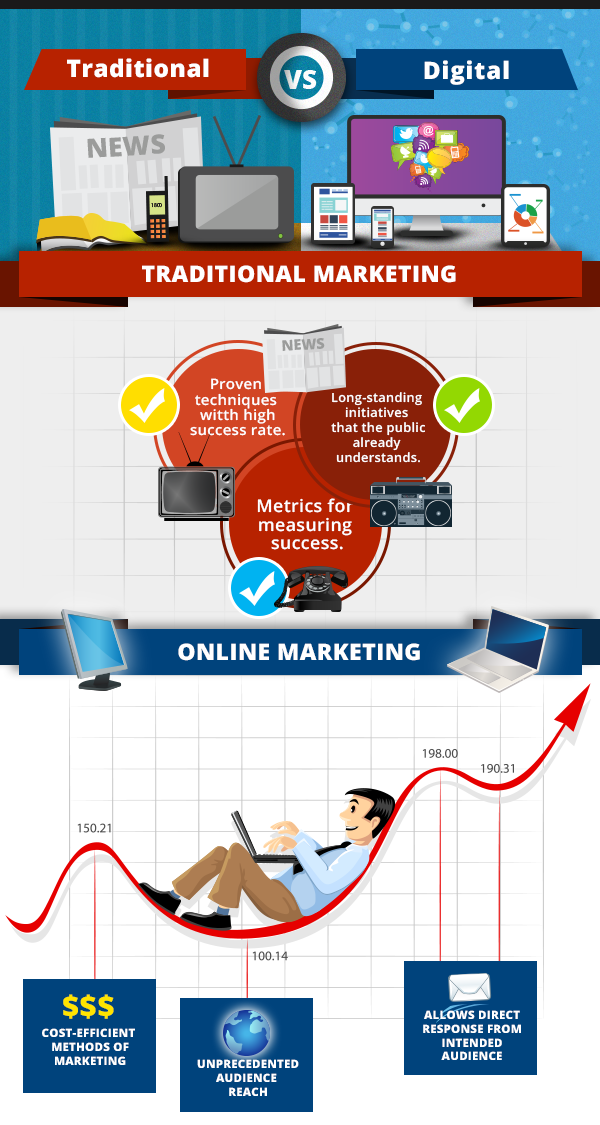 Traditional
VS
Digital
NEWS
1800
@
TRADITIONAL MARKETING
NEWS
Proven
techniques
witth high
success rate.
Long-standing
initiatives
that the public
already
understands.
Metrics for
measuring
success.
ONLINE MARKETING
198.00
190.31
150.21
100.14
$$$
COST-EFFICIENT
METHODS OF
MARKETING
UNPRECEDENTED
AUDIENCE
REACH
ALLOWS DIRECT
RESPONSE FROM
INTENDED
AUDIENCE